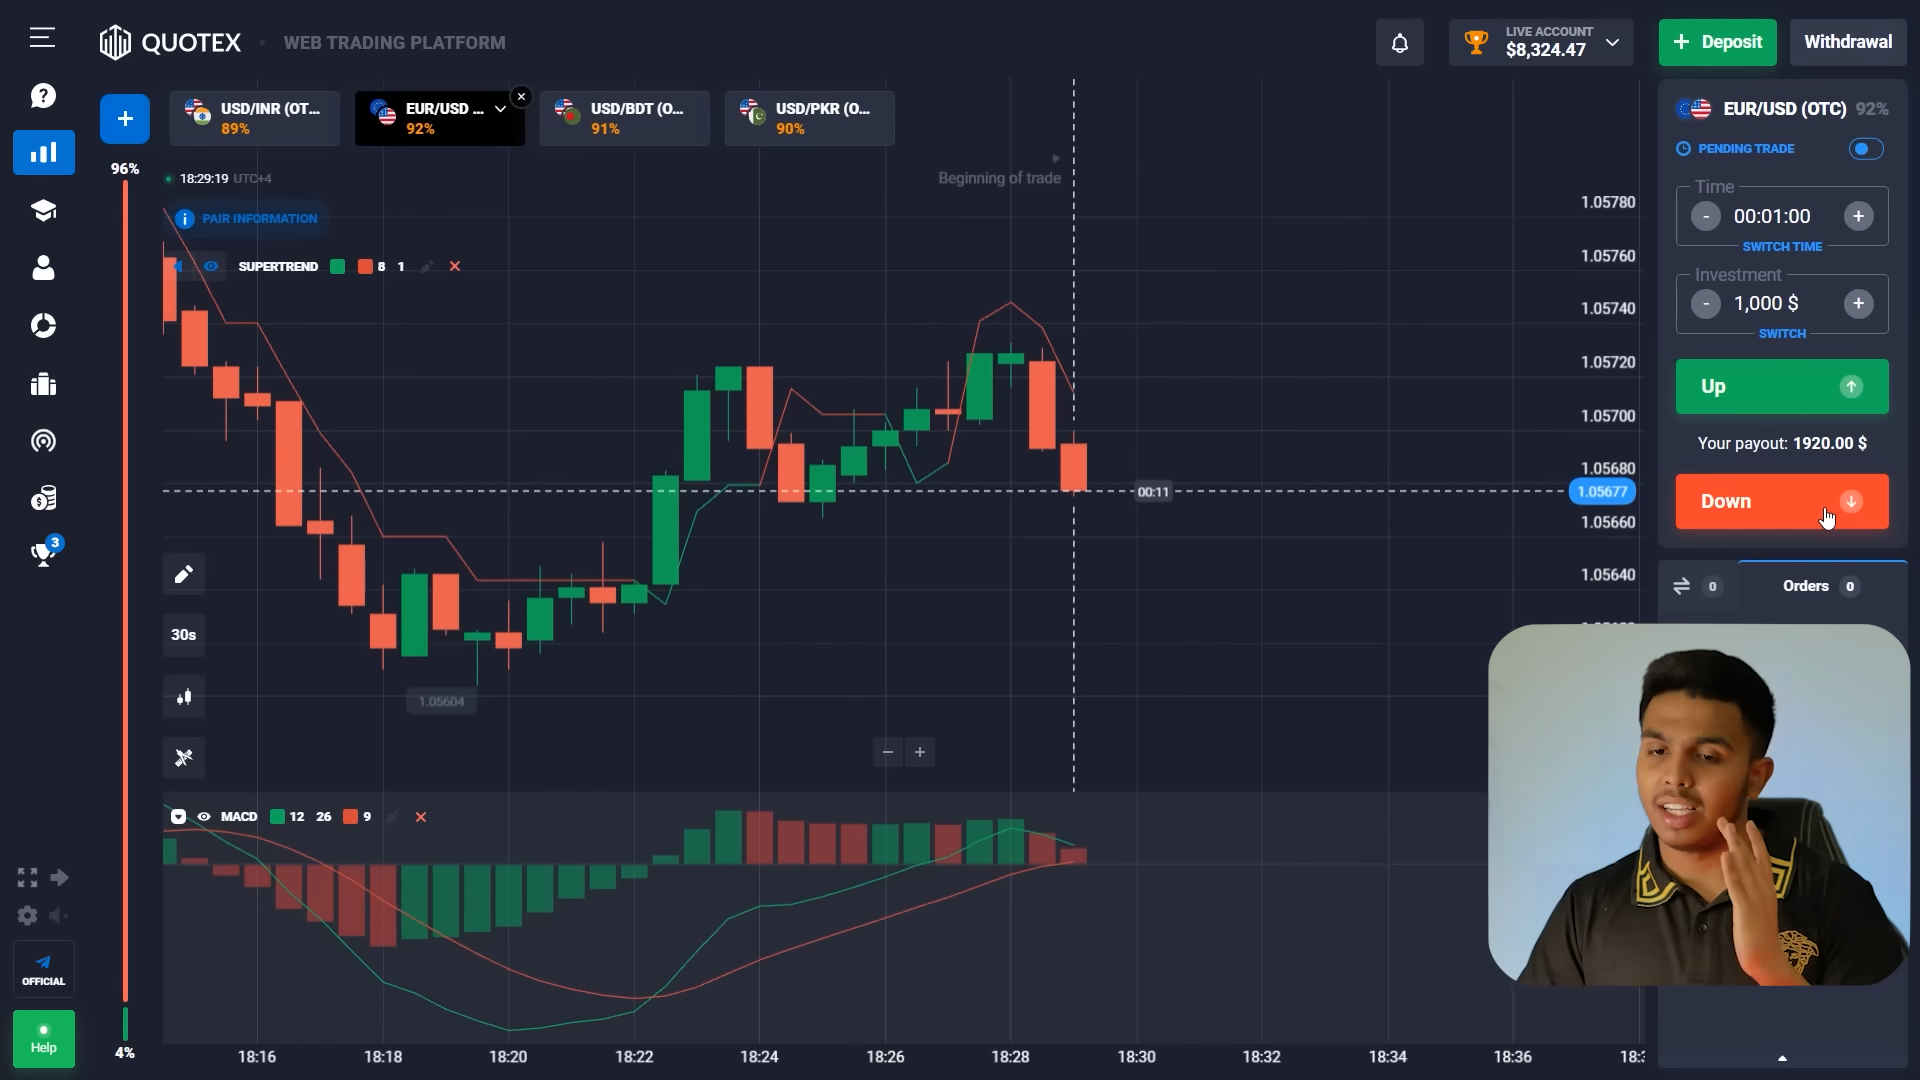 QUOTEX
WEB TRADING PLATFORM
LIVE ACCOUNT
$8,324.47
+ Deposit
Withdrawal
USD/INR (OT...
89%
EUR/USD ...
92%
USD/BDT (O...
91%
USD/PKR (O...
90%
96%
18:29:19 UTC+4
Beginning of trade
PAIR INFORMATION
SUPERTREND 8 1
1.05780
1.05760
1.05740
1.05720
1.05700
1.05680
1.05677
1.05660
1.05640
00:11
1.05604
30s
MACD 12 26 9
18:16
18:18
18:20
18:22
18:24
18:26
18:28
18:30
18:32
18:34
18:36
4%
3
OFFICIAL
Help
EUR/USD (OTC) 92%
PENDING TRADE
Time
- 00:01:00 +
SWITCH TIME
Investment
- 1,000 $ +
SWITCH
Up
Your payout: 1920.00 $
Down
0
Orders 0